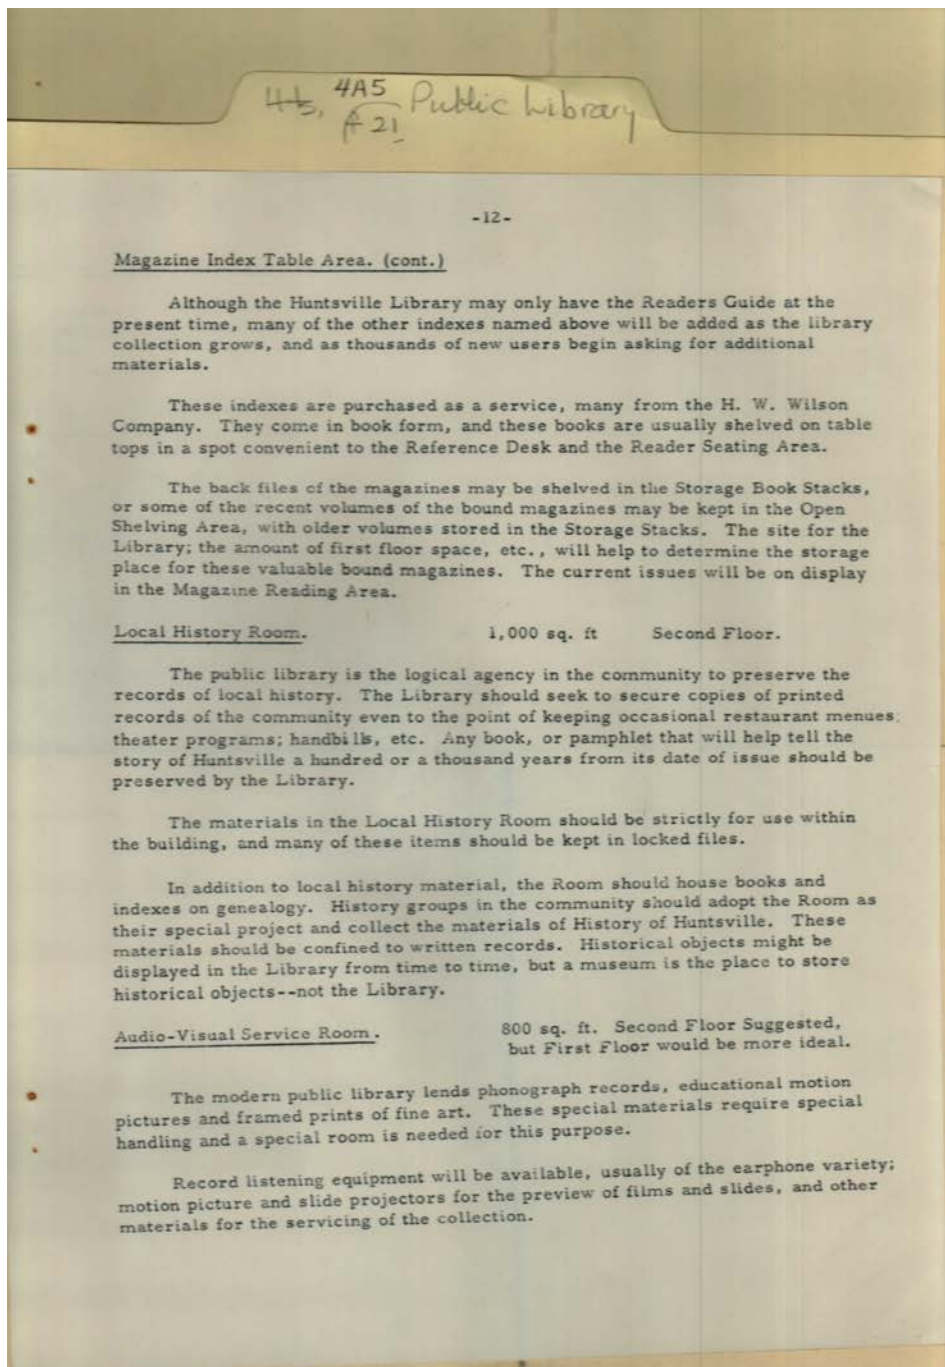 4A5
A 21
Public Library
-12-
Magazine Index Table Area. (cont.)
Although the Huntsville Library may only have the Readers Guide at the
present time, many of the other indexes named above will be added as the library
collection grows, and as thousands of new users begin asking for additional
materials.
These indexes are purchased as a service, many from the H. W. Wilson
Company. They come in book form, and these books are usually shelved on table
tops in a spot convenient to the Reference Desk and the Reader Seating Area.
The back files of the magazines may be shelved in the Storage Book Stacks,
or some of the recent volumes of the bound magazines may be kept in the Open
Shelving Area, with older volumes stored in the Storage Stacks. The site for the
Library; the amount of first floor space, etc., will help to determine the storage
place for these valuable bound magazines. The current issues will be on display
in the Magazine Reading Area.
Local History Room. 1,000 sq. ft Second Floor.
The public library is the logical agency in the community to preserve the
records of local history. The Library should seek to secure copies of printed
records of the community even to the point of keeping occasional restaurant menues;
theater programs; handbills, etc. Any book, or pamphlet that will help tell the
story of Huntsville a hundred or a thousand years from its date of issue should be
preserved by the Library.
The materials in the Local History Room should be strictly for use within
the building, and many of these items should be kept in locked files.
In addition to local history material, the Room should house books and
indexes on genealogy. History groups in the community should adopt the Room as
their special project and collect the materials of History of Huntsville. These
materials should be confined to written records. Historical objects might be
displayed in the Library from time to time, but a museum is the place to store
historical objects--not the Library.
Audio-Visual Service Room. 800 sq. ft. Second Floor Suggested,
but First Floor would be more ideal.
The modern public library lends phonograph records, educational motion
pictures and framed prints of fine art. These special materials require special
handling and a special room is needed for this purpose.
Record listening equipment will be available, usually of the earphone variety;
motion picture and slide projectors for the preview of films and slides, and other
materials for the servicing of the collection.